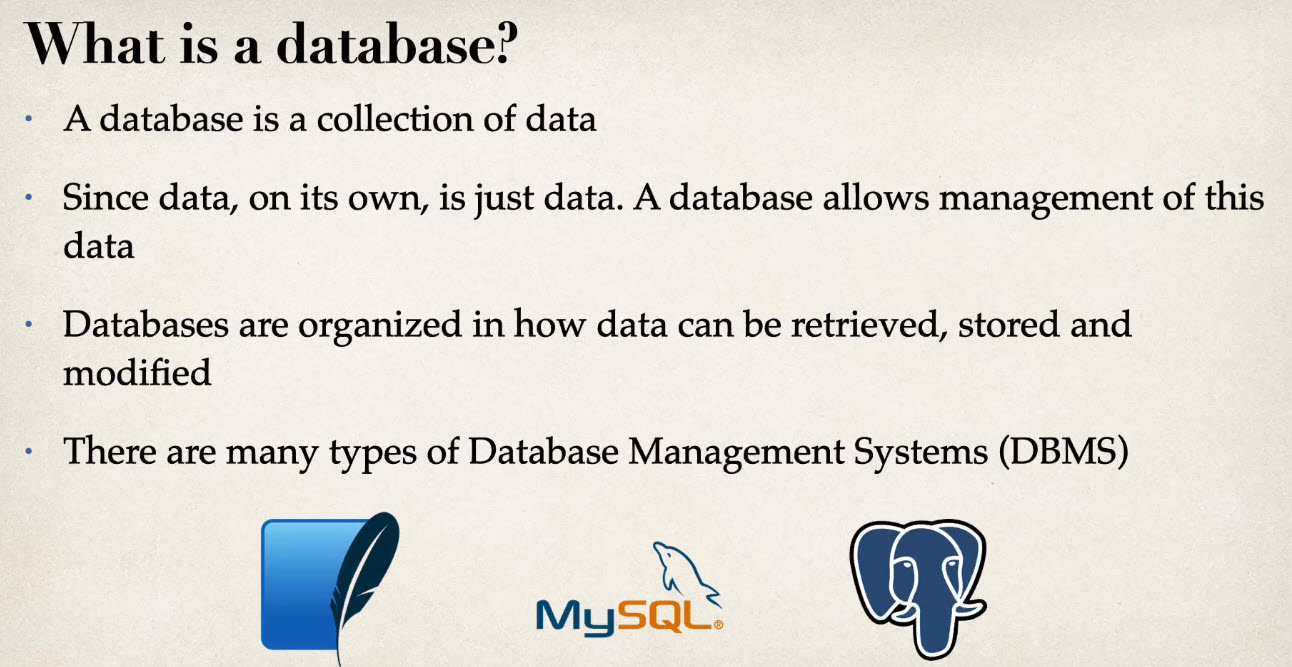 What is a database?
• A database is a collection of data
• Since data, on its own, is just data. A database allows management of this
data
• Databases are organized in how data can be retrieved, stored and
modified
• There are many types of Database Management Systems (DBMS)
MySQL®